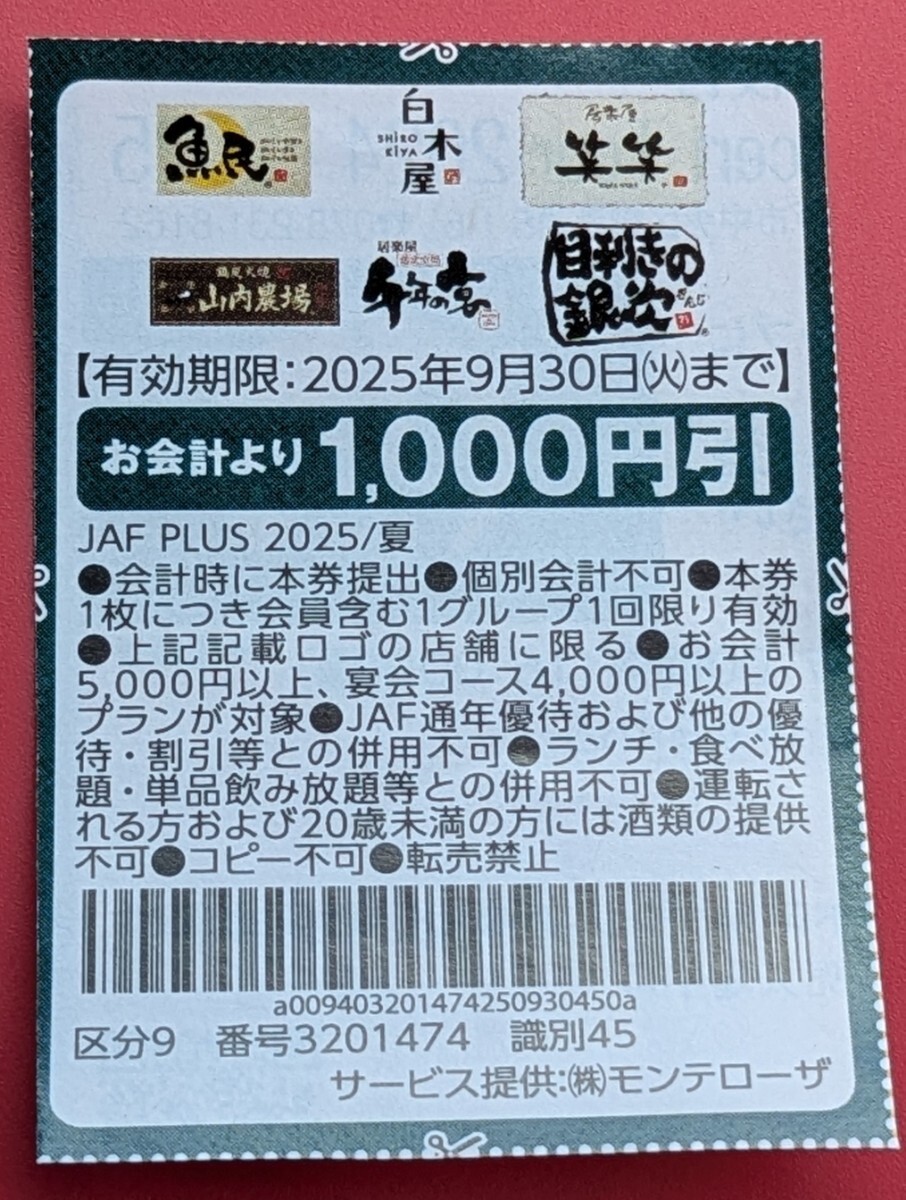 魚民
白木屋
SHIRO
KIYA
居楽屋
笑笑
山内農場
居楽屋
千年の宴
目利きの
銀次
ぎんじ
【有効期限:2025年9月30日㈫まで】
お会計より1,000円引
JAF PLUS 2025/夏
●会計時に本券提出●個別会計不可●本券
1枚につき会員含む1グループ1回限り有効
●上記記載ロゴの店舗に限る●お会計
5,000円以上、宴会コース4,000円以上の
プランが対象●JAF通年優待および他の優
待・割引等との併用不可●ランチ・食べ放
題・単品飲み放題等との併用不可●運転さ
れる方および20歳未満の方には酒類の提供
不可●コピー不可●転売禁止
a009403201474250930450a
区分9 番号3201474 識別45
サービス提供:㈱モンテローザ